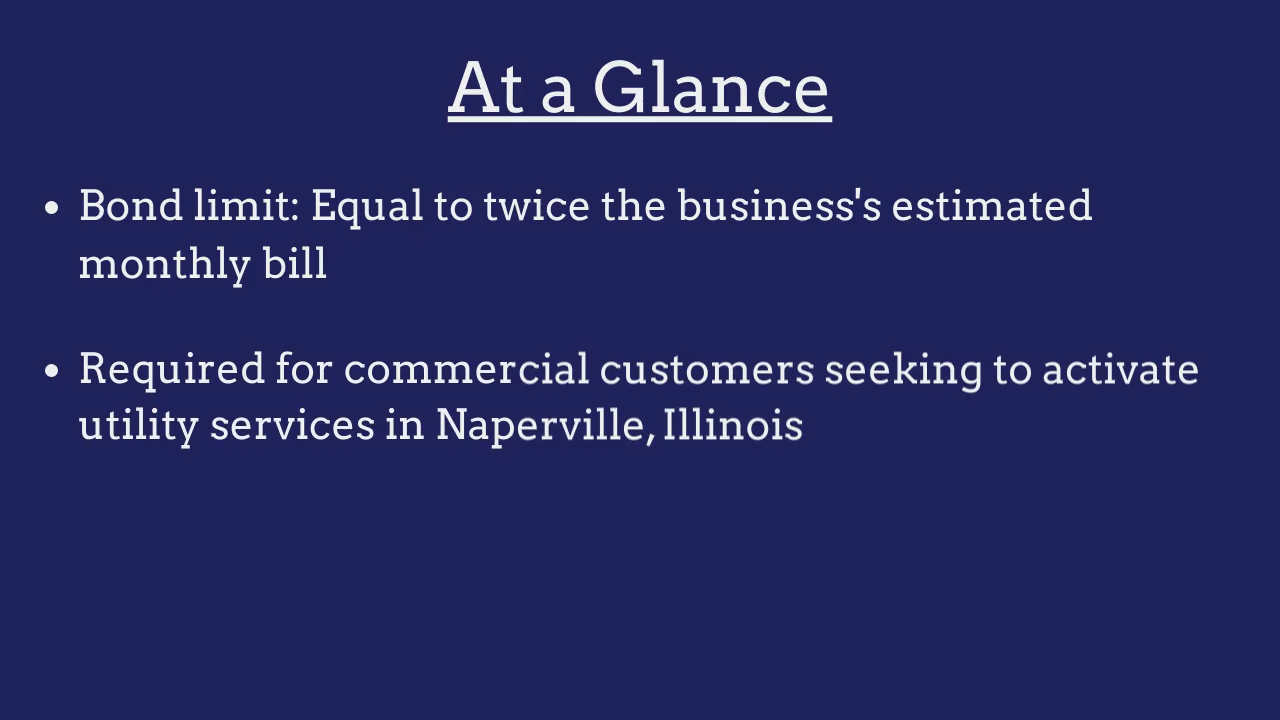 At a Glance
• Bond limit: Equal to twice the business's estimated
monthly bill
• Required for commercial customers seeking to activate
utility services in Naperville, Illinois